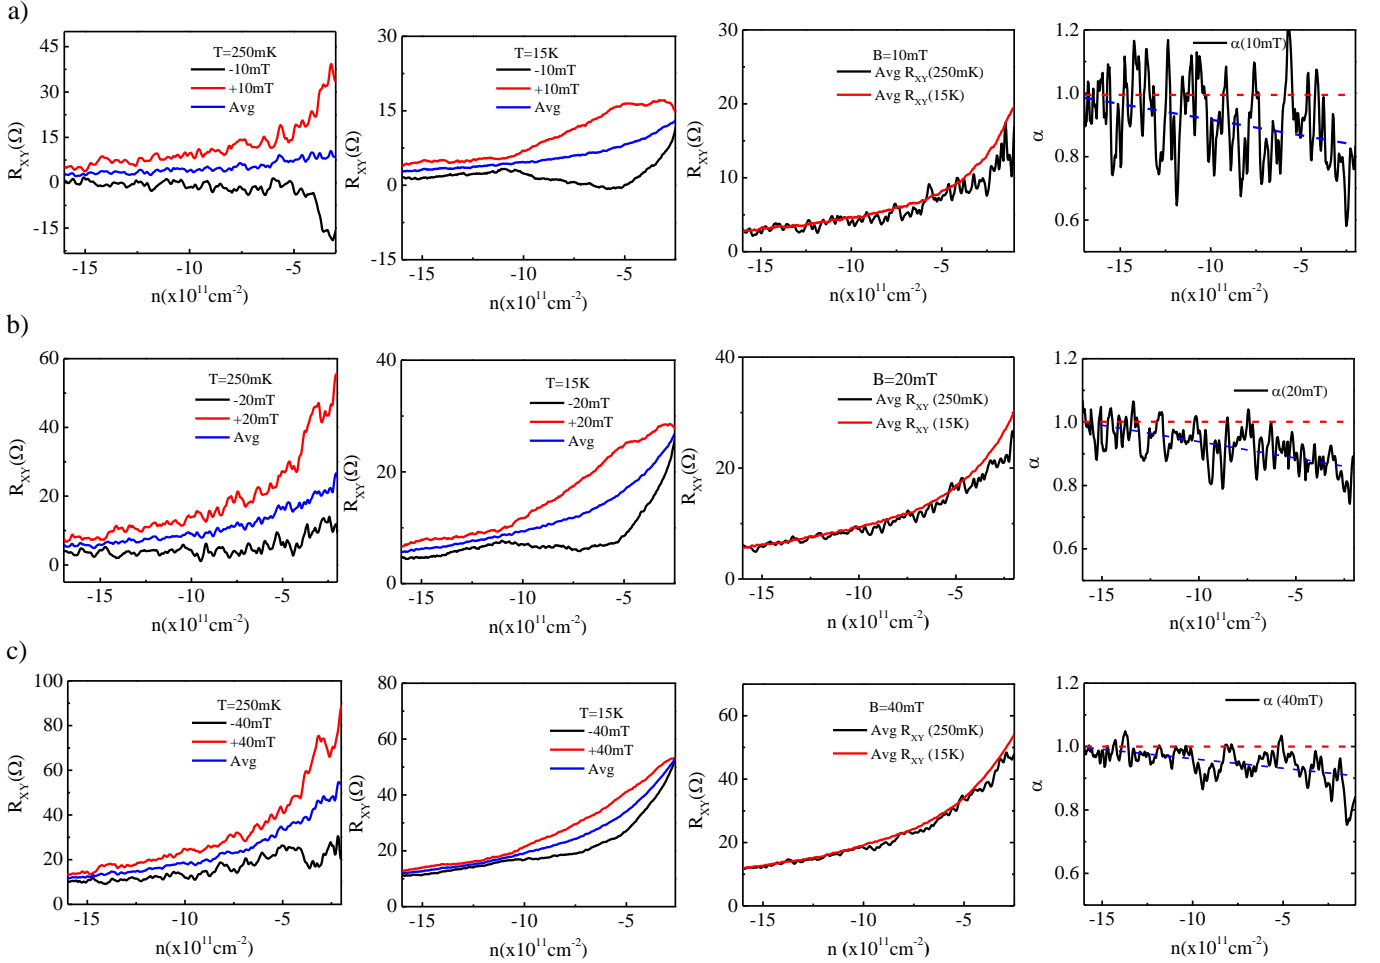 a)
T=250mK
-10mT
+10mT
Avg
45
30
15
0
-15
R_XY(Ω)
-15 -10 -5
n(x10^11cm^-2)
T=15K
-10mT
+10mT
Avg
30
15
0
-15
R_XY(Ω)
-15 -10 -5
n(x10^11cm^-2)
B=10mT
Avg R_XY(250mK)
Avg R_XY(15K)
30
20
10
0
R_XY(Ω)
-15 -10 -5
n(x10^11cm^-2)
α(10mT)
1.2
1.0
0.8
0.6
α
-15 -10 -5
n(x10^11cm^-2)
b)
T=250mK
-20mT
+20mT
Avg
60
40
20
0
R_XY(Ω)
-15 -10 -5
n(x10^11cm^-2)
T=15K
-20mT
+20mT
Avg
40
20
0
R_XY(Ω)
-15 -10 -5
n(x10^11cm^-2)
B=20mT
Avg R_XY(250mK)
Avg R_XY (15K)
40
20
0
R_XY(Ω)
-15 -10 -5
n (x10^11cm^-2)
α(20mT)
1.2
1.0
0.8
0.6
α
-15 -10 -5
n(x10^11cm^-2)
c)
T=250mK
-40mT
+40mT
Avg
100
80
60
40
20
0
R_XY(Ω)
-15 -10 -5
n(x10^11cm^-2)
T=15K
-40mT
+40mT
Avg
80
60
40
20
0
R_XY(Ω)
-15 -10 -5
n(x10^11cm^-2)
B=40mT
Avg R_XY (250mK)
Avg R_XY (15K)
60
40
20
0
R_XY(Ω)
-15 -10 -5
n (x10^11cm^-2)
α (40mT)
1.2
1.0
0.8
0.6
α
-15 -10 -5
n(x10^11cm^-2)